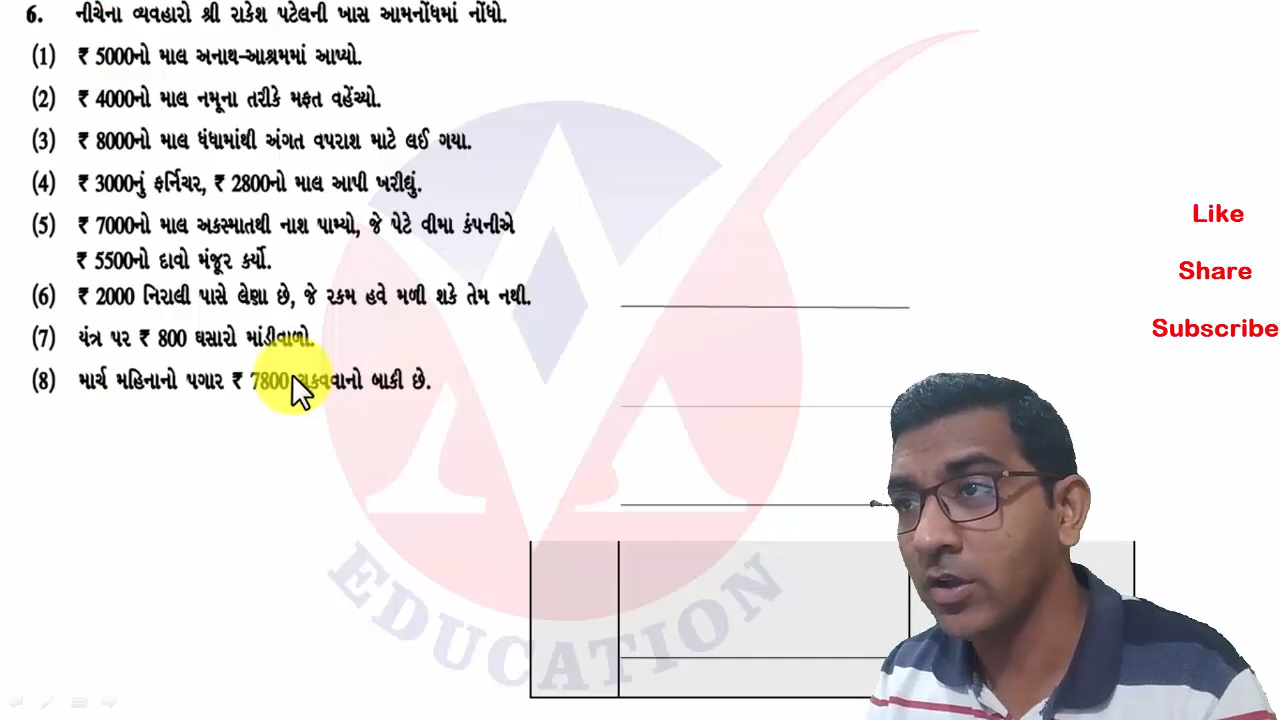 6. નીચેના વ્યવહારો શ્રી રાકેશ પટેલની ખાસ આમનોંધમાં નોંધો.
(1) ₹ 5000નો માલ અનાથ-આશ્રમમાં આપ્યો.
(2) ₹ 4000નો માલ નમૂના તરીકે મફત વહેંચ્યો.
(3) ₹ 8000નો માલ ધંધામાંથી અંગત વપરાશ માટે લઈ ગયા.
(4) ₹ 3000નું ફર્નિચર, ₹ 2800નો માલ આપી ખરીદ્યું.
(5) ₹ 7000નો માલ અકસ્માતથી નાશ પામ્યો, જે પેટે વીમા કંપનીએ
₹ 5500નો દાવો મંજૂર કર્યો.
(6) ₹ 2000 નિરાલી પાસે લેણા છે, જે રકમ હવે મળી શકે તેમ નથી.
(7) યંત્ર પર ₹ 800 ઘસારો માંડીવાળો.
(8) માર્ચ મહિનાનો પગાર ₹ 7800 ચૂકવવાનો બાકી છે.
Like
Share
Subscribe
EDUCATION